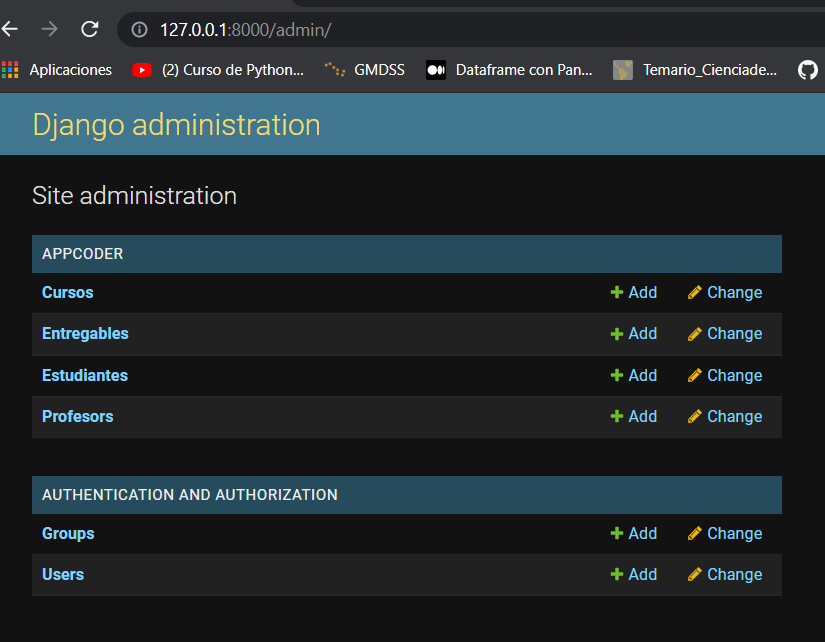 127.0.0.1:8000/admin/
Aplicaciones (2) Curso de Python... GMDSS Dataframe con Pan... Temario_Cienciade...
Django administration
Site administration
APPCODER
Cursos Add Change
Entregables Add Change
Estudiantes Add Change
Profesors Add Change
AUTHENTICATION AND AUTHORIZATION
Groups Add Change
Users Add Change